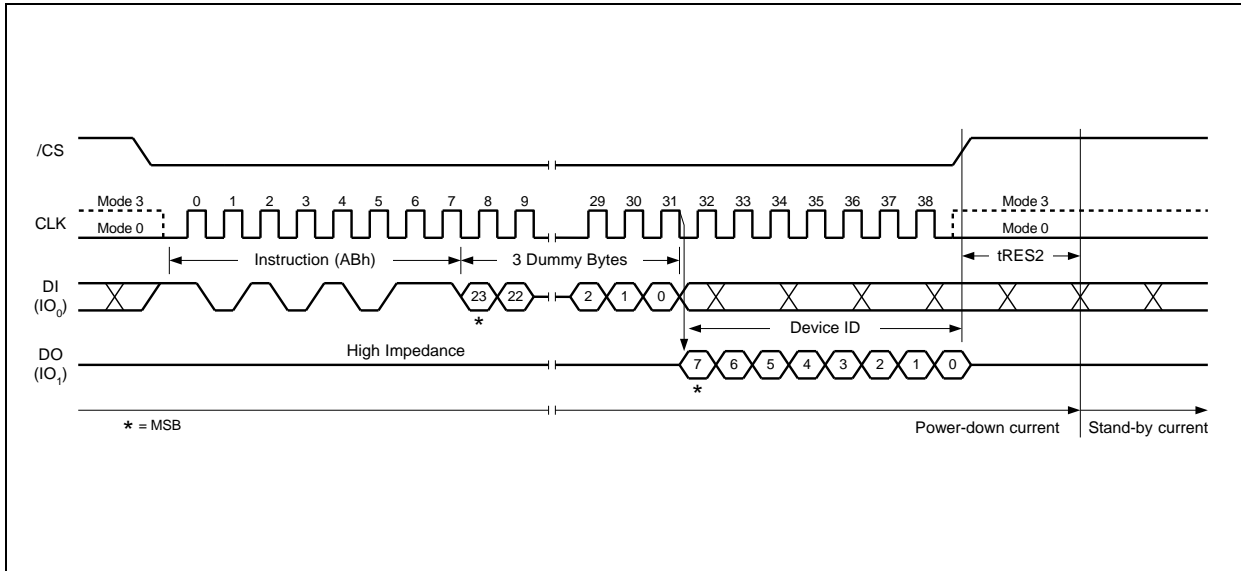 /CS
Mode 3 0 1 2 3 4 5 6 7 8 9 29 30 31 32 33 34 35 36 37 38 Mode 3
CLK
Mode 0 Mode 0
Instruction (ABh) 3 Dummy Bytes tRES2
DI
(IO0) 23 22 2 1 0
*
Device ID
High Impedance
DO
(IO1) 7 6 5 4 3 2 1 0
*
* = MSB
Power-down current Stand-by current